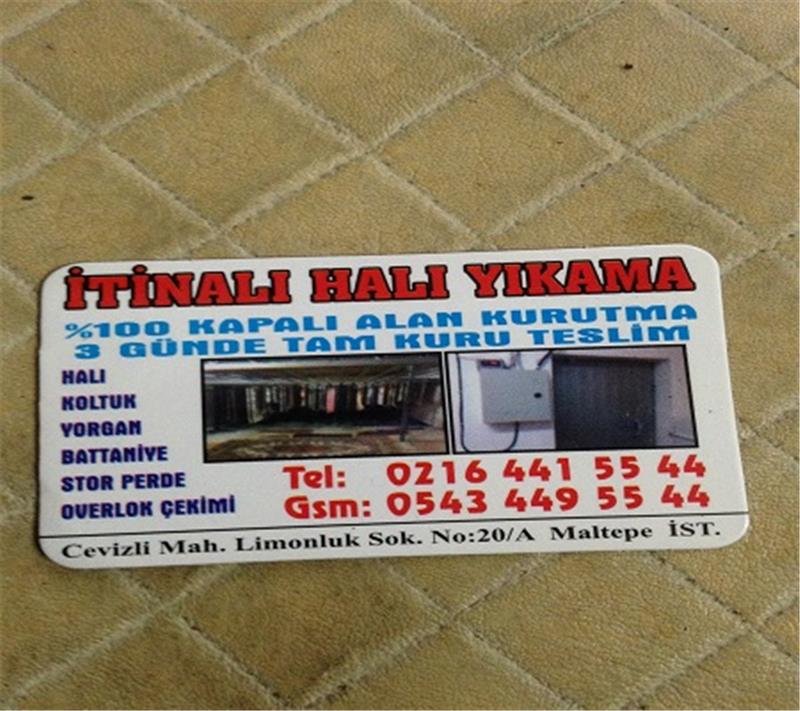 İTİNALI HALI YIKAMA
%100 KAPALI ALAN KURUTMA
3 GÜNDE TAM KURU TESLİM
HALI
KOLTUK
YORGAN
BATTANİYE
STOR PERDE
OVERLOK ÇEKİMİ
Tel: 0216 441 55 44
Gsm: 0543 449 55 44
Cevizli Mah. Limonluk Sok. No:20/A Maltepe İST.